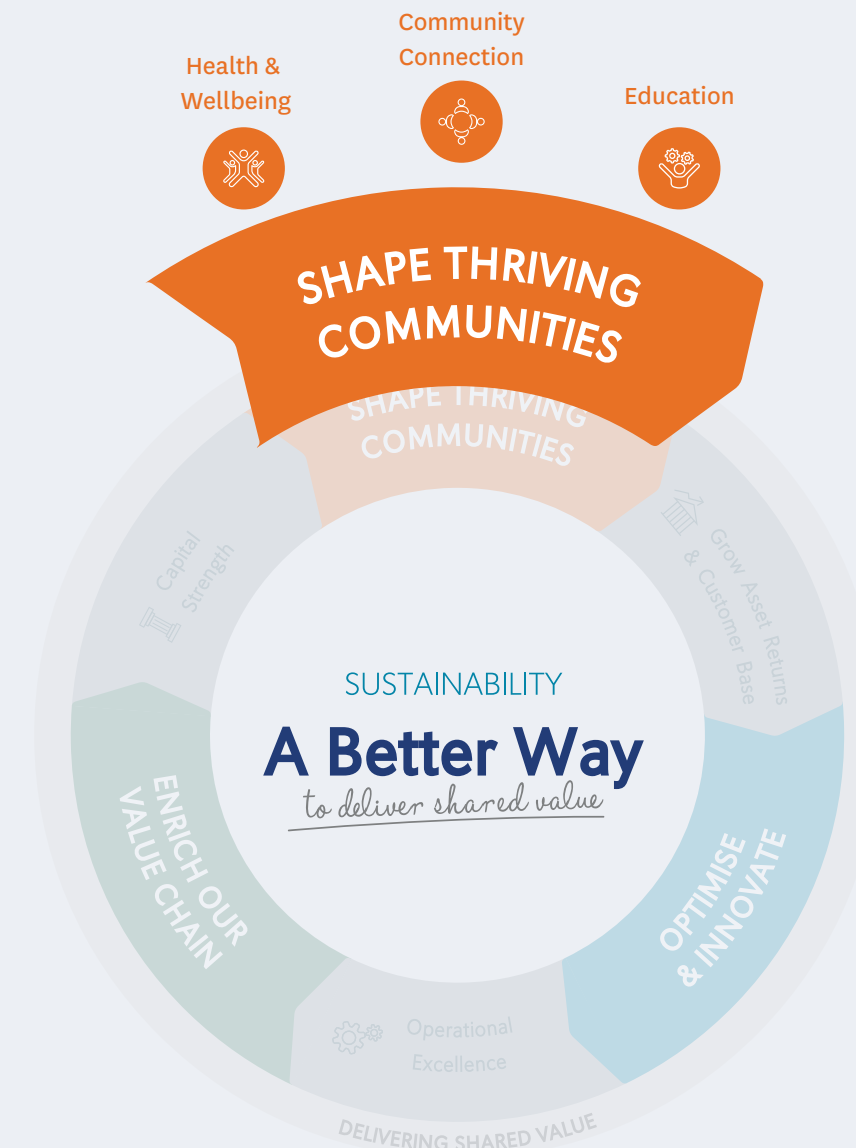 Community
Connection
Health &
Wellbeing
Education
SHAPE THRIVING
COMMUNITIES
SHAPE THRIVING
COMMUNITIES
Capital
Strength
Grow Asset Returns
& Customer Base
SUSTAINABILITY
A Better Way
to deliver shared value
ENRICH OUR
VALUE CHAIN
OPTIMISE
& INNOVATE
Operational
Excellence
DELIVERING SHARED VALUE